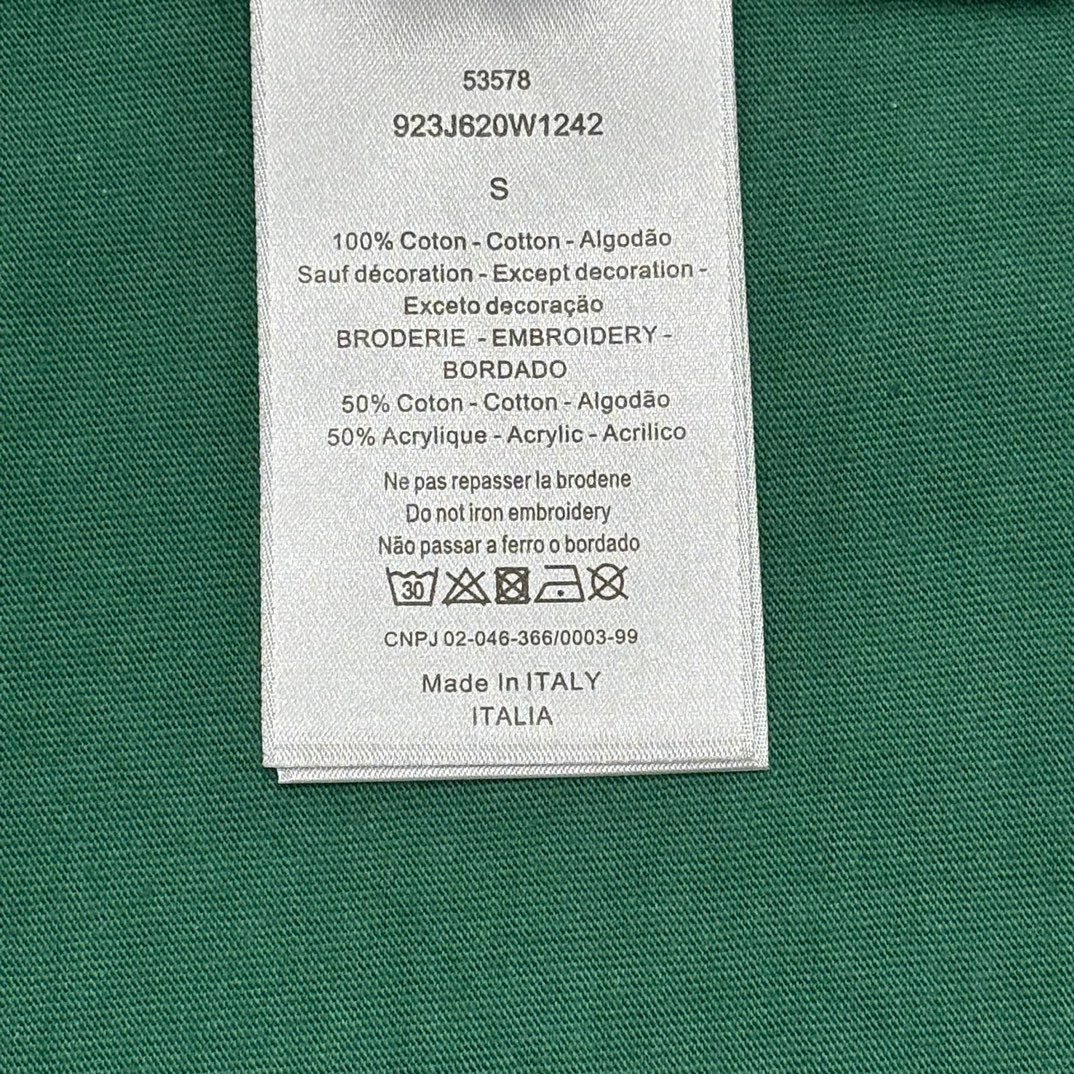 53578
923J620W1242
S
100% Coton - Cotton - Algodão
Sauf décoration - Except decoration -
Exceto decoração
BRODERIE - EMBROIDERY -
BORDADO
50% Coton - Cotton - Algodão
50% Acrylique - Acrylic - Acrilico
Ne pas repasser la brodene
Do not iron embroidery
Não passar a ferro o bordado
30
CNPJ 02-046-366/0003-99
Made In ITALY
ITALIA